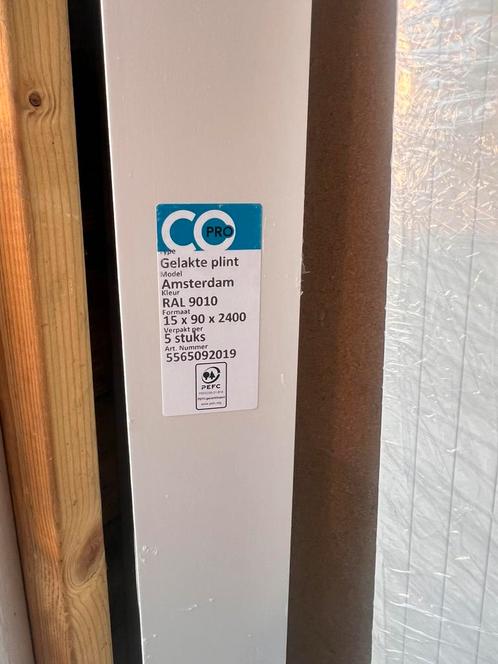 CO PRO
Type
Gelakte plint
Model
Amsterdam
Kleur
RAL 9010
Formaat
15 x 90 x 2400
Verpakt per
5 stuks
Art. Nummer
5565092019
PEFC